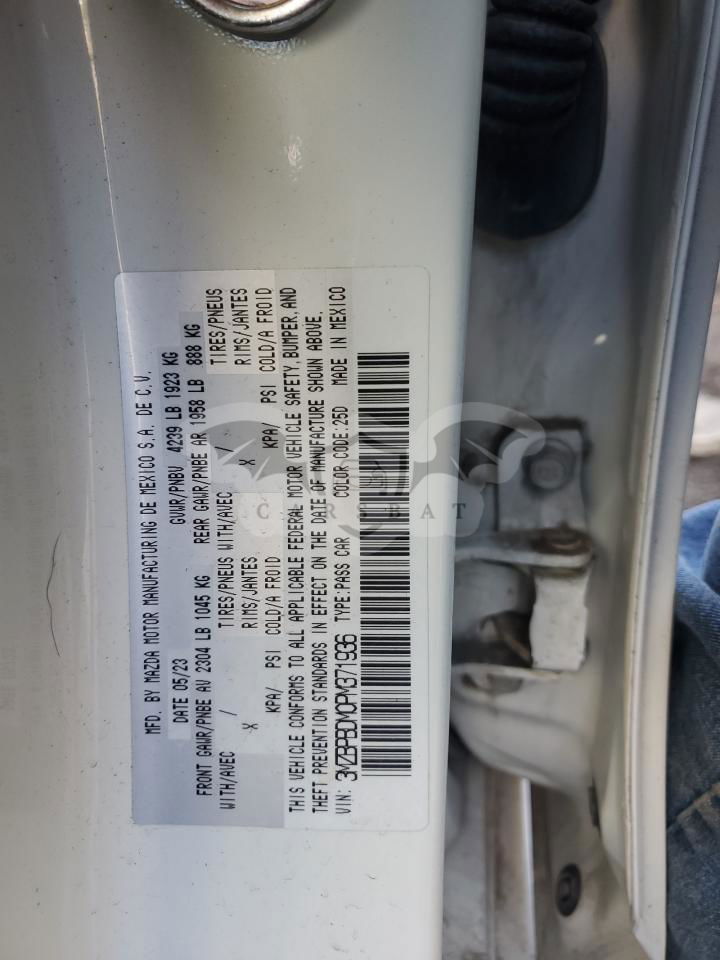 MFD. BY MAZDA MOTOR MANUFACTURING DE MEXICO S.A. DE C.V.
DATE 05/23 GVWR/PNBV 4239 LB 1923 KG
FRONT GAWR/PNBE AV 2304 LB 1045 KG REAR GAWR/PNBE AR 1958 LB 888 KG
WITH/AVEC / TIRES/PNEUS WITH/AVEC / TIRES/PNEUS
-X RIMS/JANTES -X RIMS/JANTES
KPA/ PSI COLD/A FROID KPA/ PSI COLD/A FROID
THIS VEHICLE CONFORMS TO ALL APPLICABLE FEDERAL MOTOR VEHICLE SAFETY, BUMPER, AND
THEFT PREVENTION STANDARDS IN EFFECT ON THE DATE OF MANUFACTURE SHOWN ABOVE.
VIN: 3MZBPBDM0PM371936 TYPE:PASS CAR COLOR CODE:25D MADE IN MEXICO
CARSBAT